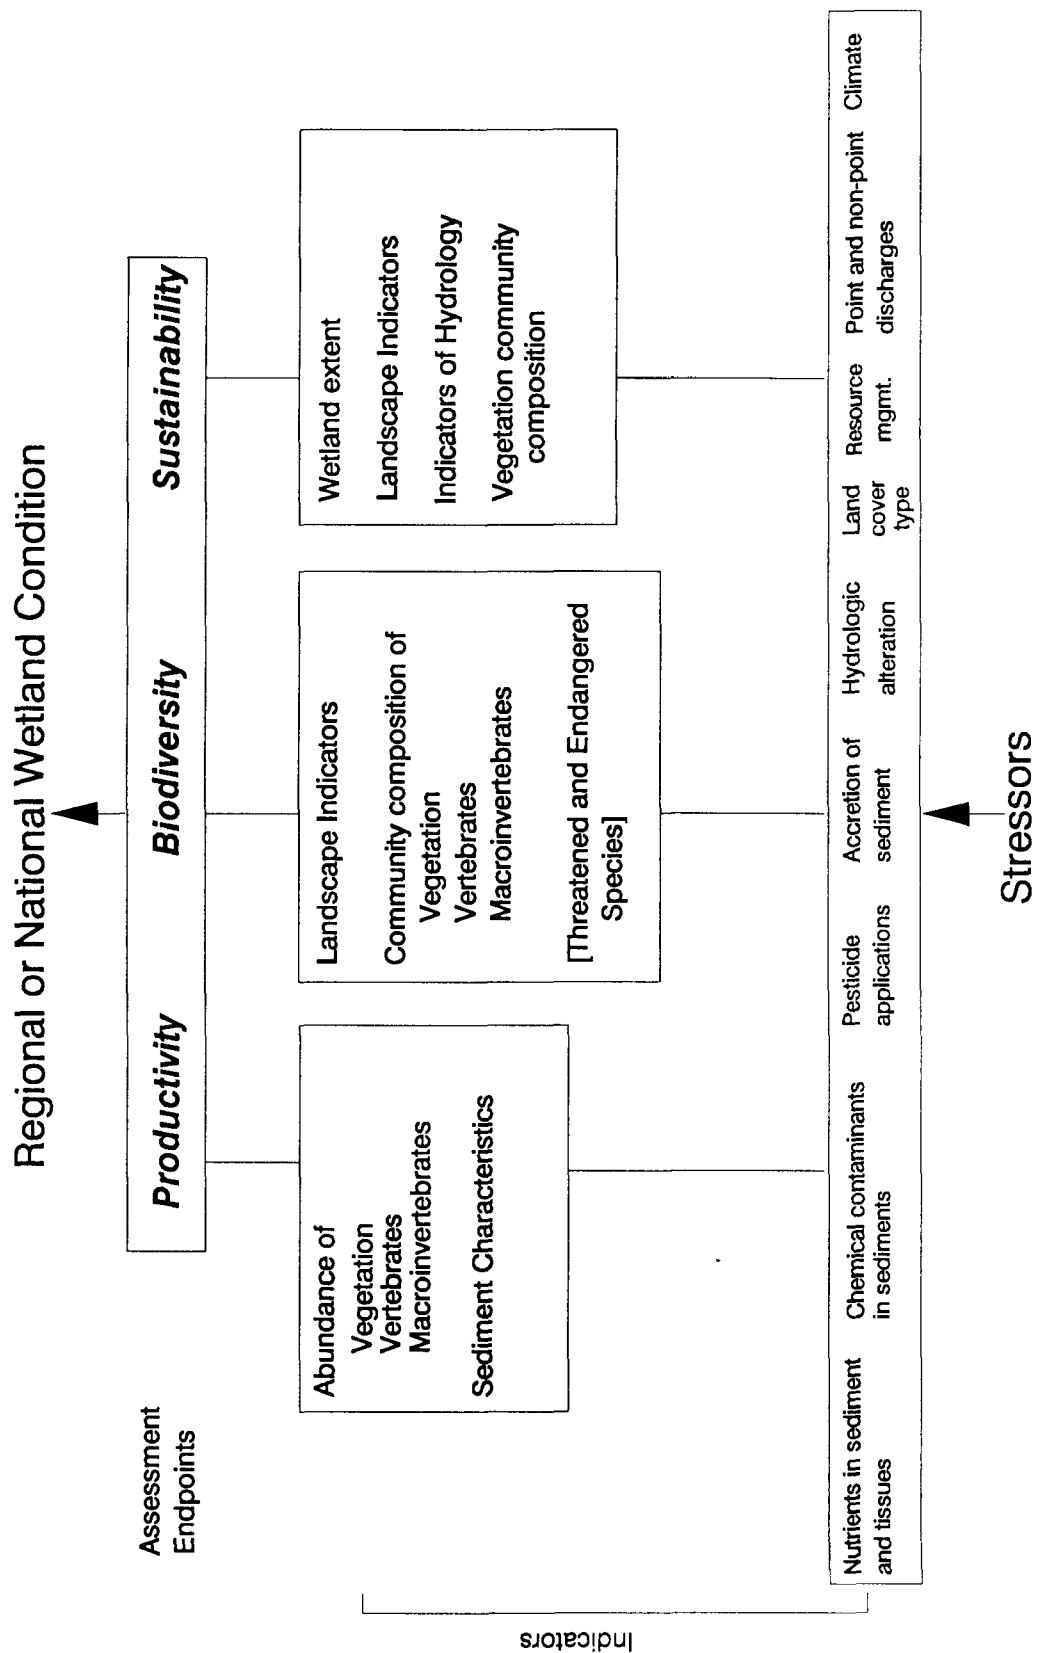 Regional or National Wetland Condition
Assessment
Endpoints
Productivity
Biodiversity
Sustainability
Indicators
Abundance of
Vegetation
Vertebrates
Macroinvertebrates
Sediment Characteristics
Landscape Indicators
Community composition of
Vegetation
Vertebrates
Macroinvertebrates
[Threatened and Endangered
Species]
Wetland extent
Landscape Indicators
Indicators of Hydrology
Vegetation community
composition
Nutrients in sediment
and tissues
Chemical contaminants
in sediments
Pesticide
applications
Accretion of
sediment
Hydrologic
alteration
Land
cover
type
Resource
mgmt.
Point and non-point
discharges
Climate
Stressors